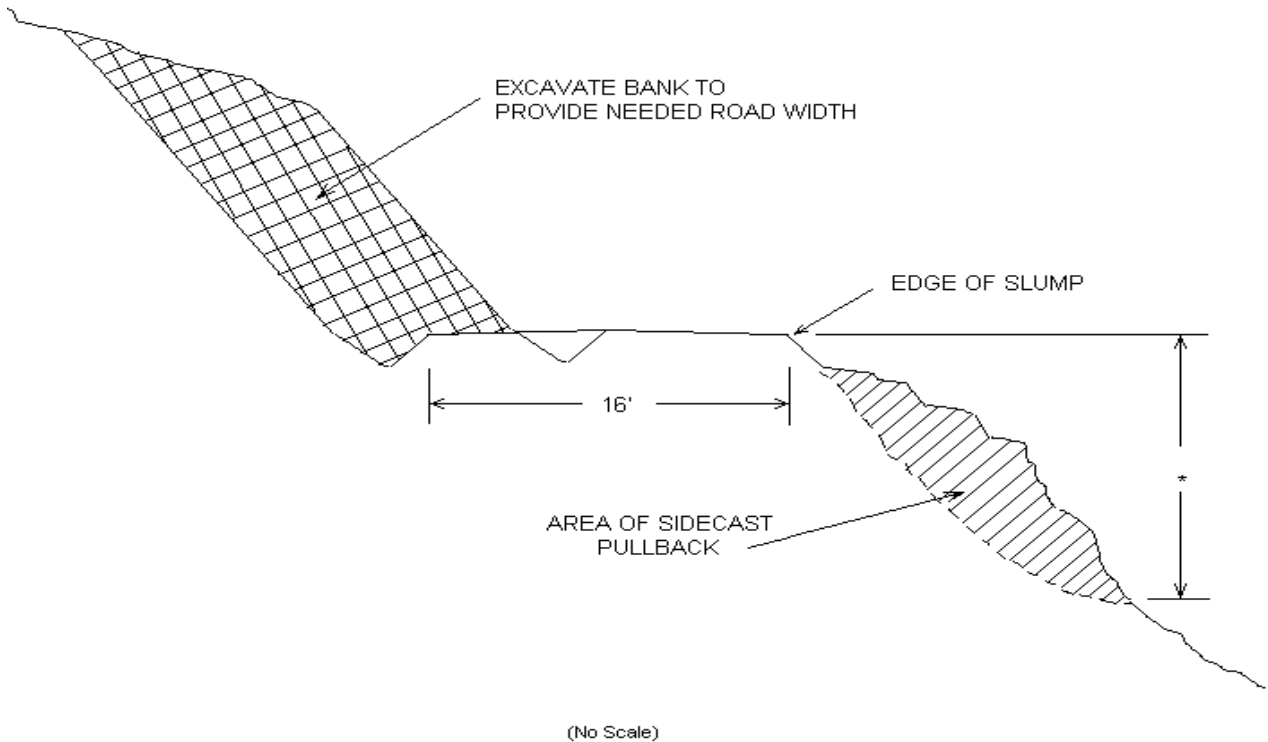 EXCAVATE BANK TO
PROVIDE NEEDED ROAD WIDTH
EDGE OF SLUMP
16'
*
AREA OF SIDECAST
PULLBACK
(No Scale)